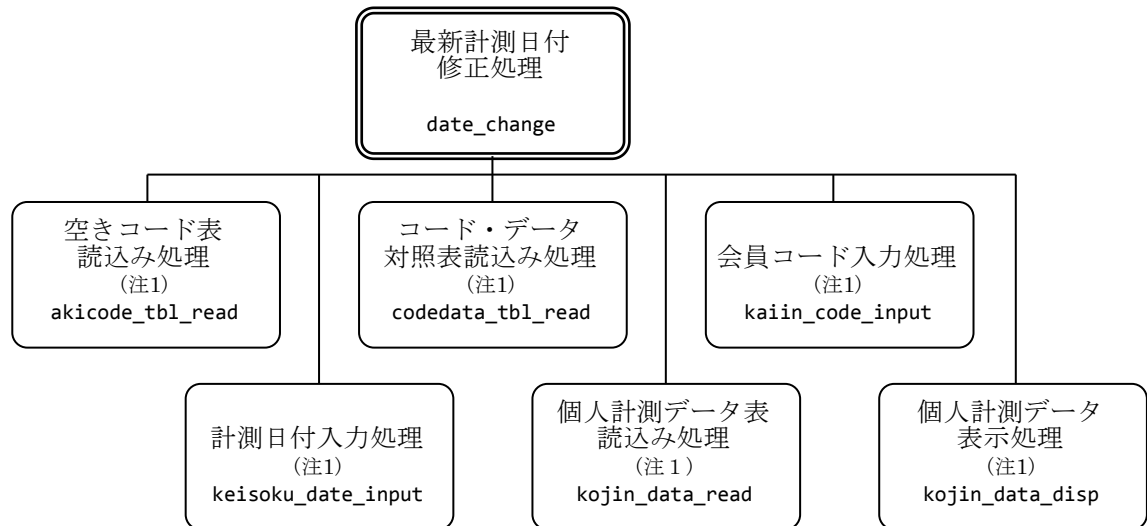 最新計測日付
修正処理
date_change
空きコード表
読込み処理
（注1）
akicode_tbl_read
コード・データ
対照表読込み処理
（注1）
codedata_tbl_read
会員コード入力処理
（注1）
kaiin_code_input
計測日付入力処理
（注1）
keisoku_date_input
個人計測データ表
読込み処理
（注１）
kojin_data_read
個人計測データ
表示処理
（注1）
kojin_data_disp